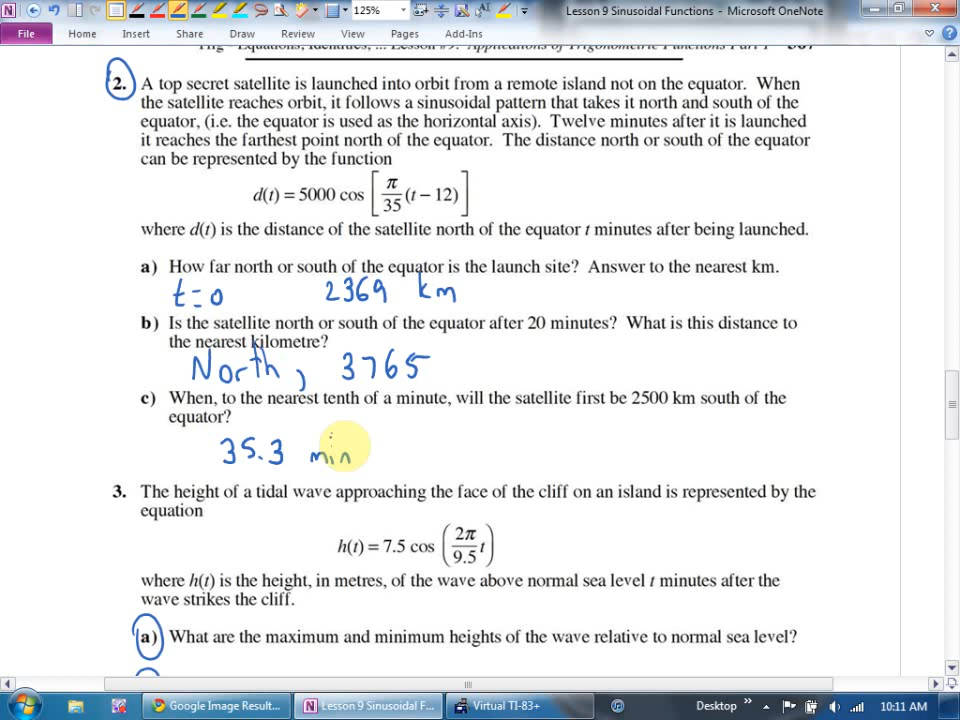 125%
Lesson 9 Sinusoidal Functions - Microsoft OneNote
File Home Insert Share Draw Review View Pages Add-Ins
Trig - Equations, Identities, ... Lesson #9: Applications of Trigonometric Functions Part 1 367
2. A top secret satellite is launched into orbit from a remote island not on the equator. When
the satellite reaches orbit, it follows a sinusoidal pattern that takes it north and south of the
equator, (i.e. the equator is used as the horizontal axis). Twelve minutes after it is launched
it reaches the farthest point north of the equator. The distance north or south of the equator
can be represented by the function
d(t) = 5000 cos [π/35 (t – 12)]
where d(t) is the distance of the satellite north of the equator t minutes after being launched.
a) How far north or south of the equator is the launch site? Answer to the nearest km.
t=0 2369 km
b) Is the satellite north or south of the equator after 20 minutes? What is this distance to
the nearest kilometre?
North, 3765
c) When, to the nearest tenth of a minute, will the satellite first be 2500 km south of the
equator?
35.3 min
3. The height of a tidal wave approaching the face of the cliff on an island is represented by the
equation
h(t) = 7.5 cos (2π/9.5 t)
where h(t) is the height, in metres, of the wave above normal sea level t minutes after the
wave strikes the cliff.
a) What are the maximum and minimum heights of the wave relative to normal sea level?
Google Image Result... Lesson 9 Sinusoidal F... Virtual TI-83+ Desktop 10:11 AM